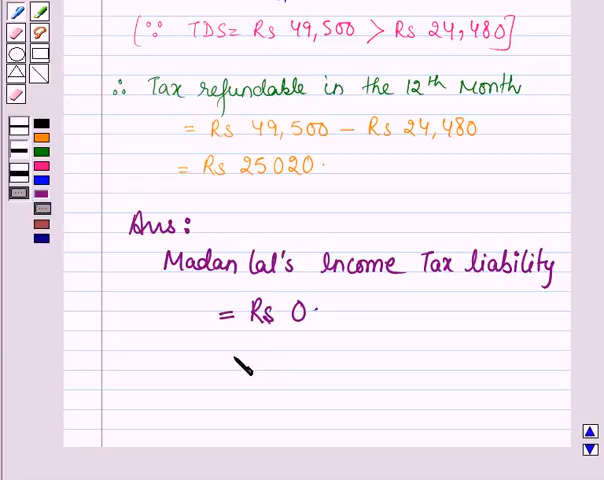 (∵ TDS = Rs 49,500 > Rs 24,480]
∴ Tax refundable in the 12th Month
= Rs 49,500 – Rs 24,480
= Rs 25020.
Ans :
Madan lal's Income Tax liability
= Rs 0.